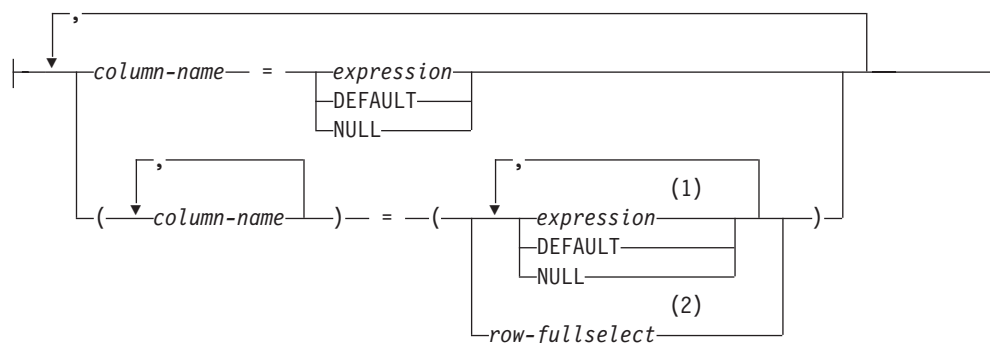 ,
column-name = expression
DEFAULT
NULL
, ,
(1)
( column-name ) = ( expression )
DEFAULT
NULL
(2)
row-fullselect